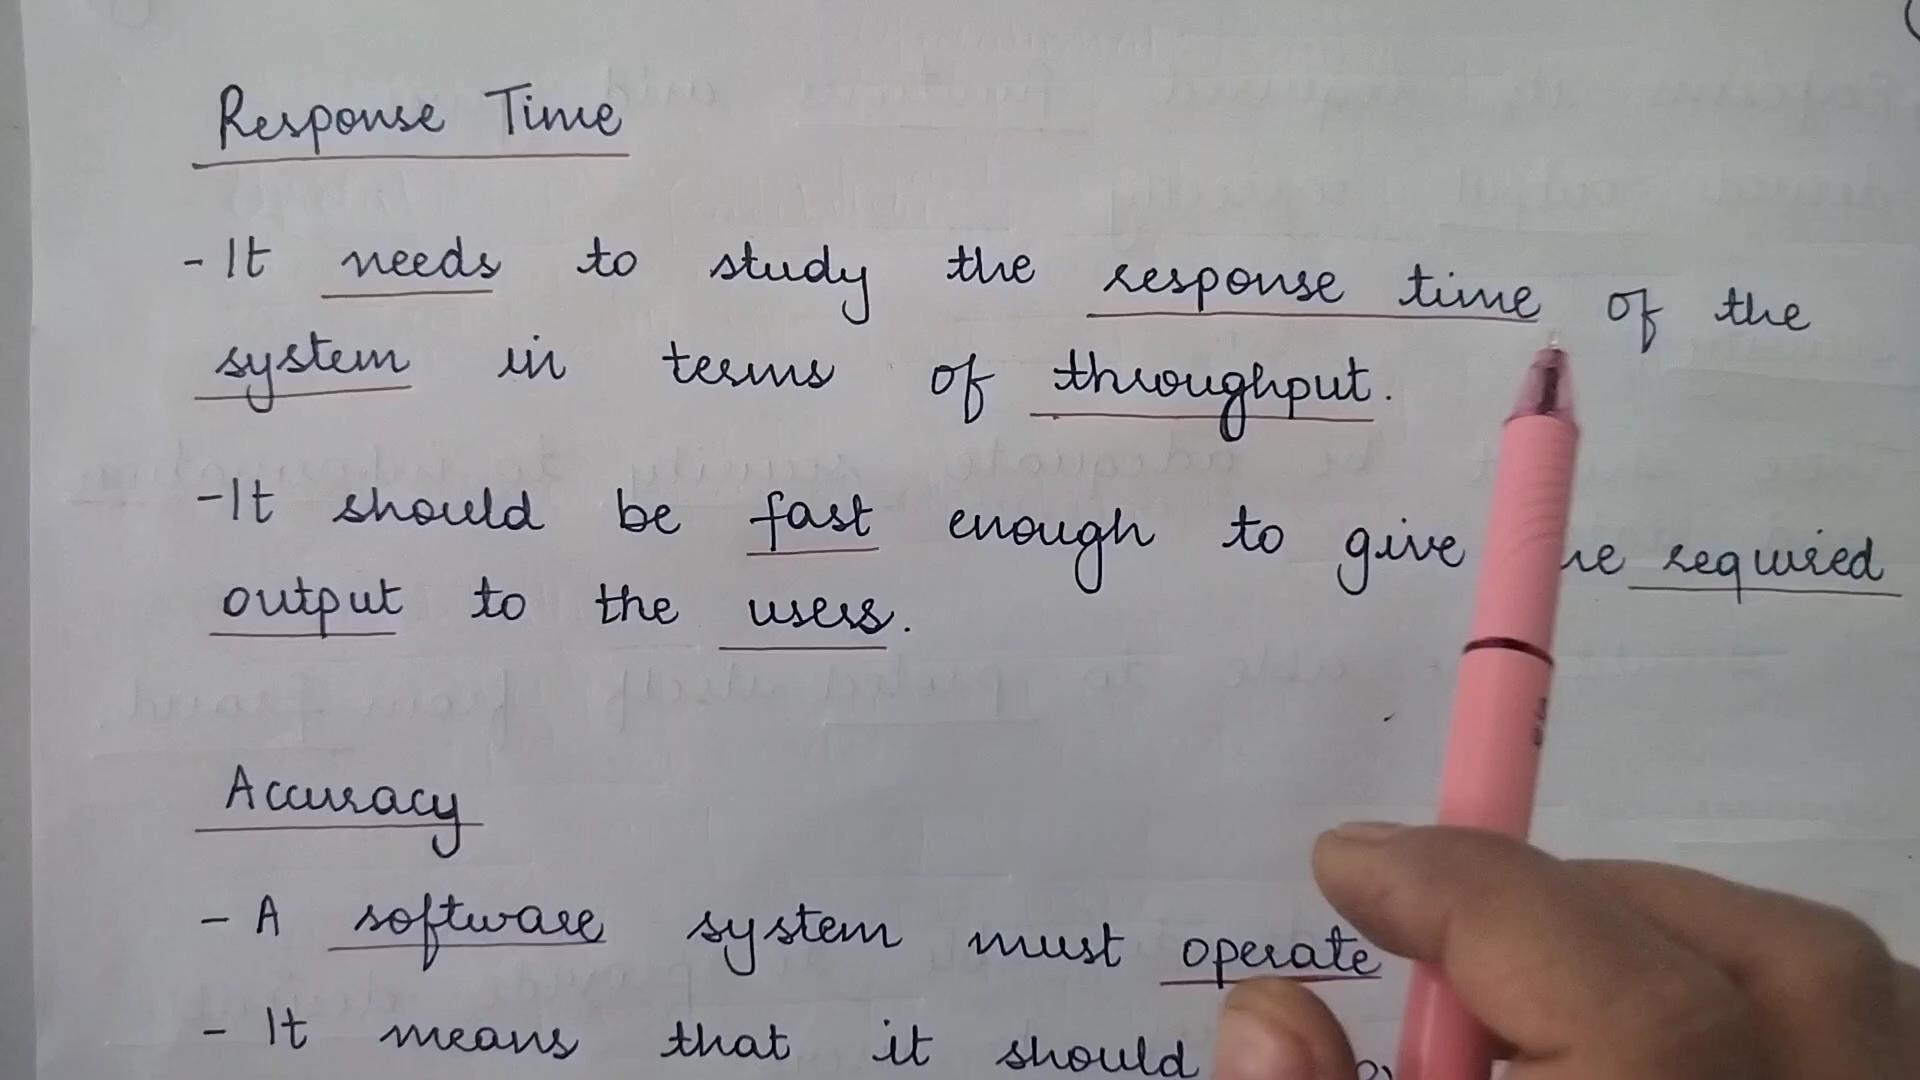 Response Time
- It needs to study the response time of the
system in terms of throughput.
- It should be fast enough to give required
output to the users.
Accuracy
- A software system must operate
- It means that it should